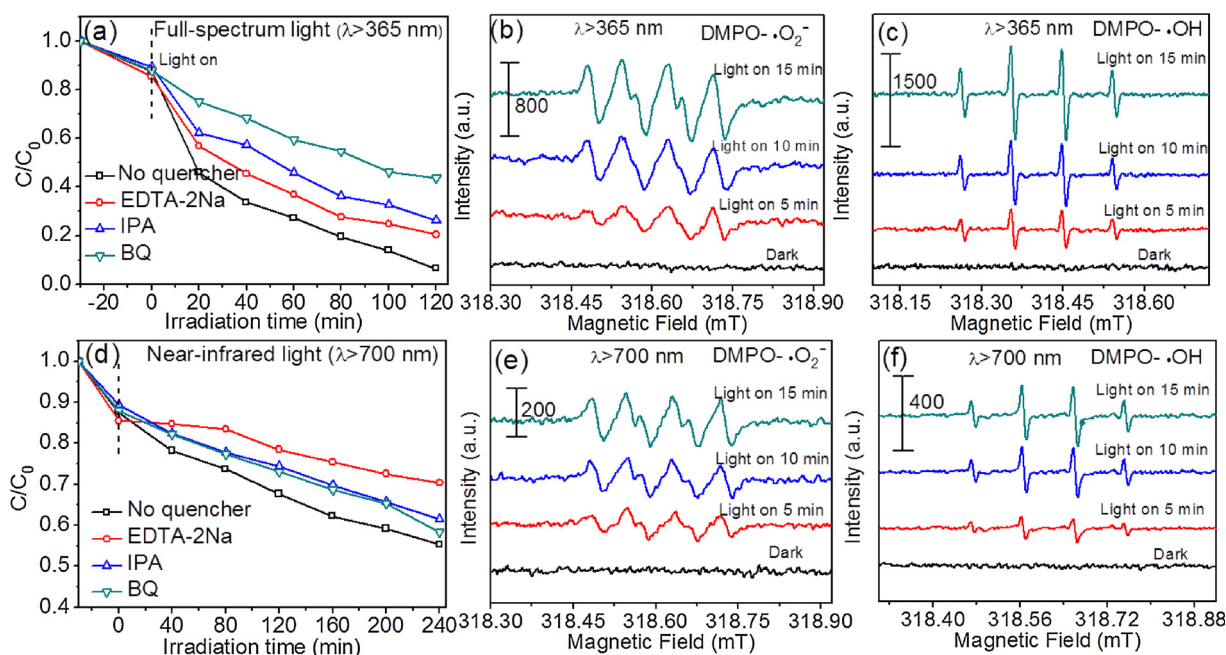 (a) Full-spectrum light (λ>365 nm)
Light on
No quencher
EDTA-2Na
IPA
BQ
C/C0
1.0
0.8
0.6
0.4
0.2
0.0
-20 0 20 40 60 80 100 120
Irradiation time (min)
(b) λ>365 nm DMPO- ·O2−
Light on 15 min
800
Light on 10 min
Light on 5 min
Dark
Intensity (a.u.)
318.30 318.45 318.60 318.75 318.90
Magnetic Field (mT)
(c) λ>365 nm DMPO- ·OH
Light on 15 min
1500
Light on 10 min
Light on 5 min
Dark
Intensity (a.u.)
318.15 318.30 318.45 318.60
Magnetic Field (mT)
(d) Near-infrared light (λ>700 nm)
No quencher
EDTA-2Na
IPA
BQ
C/C0
1.0
0.9
0.8
0.7
0.6
0.5
0.4
0 40 80 120 160 200 240
Irradiation time (min)
(e) λ>700 nm DMPO- ·O2−
Light on 15 min
200
Light on 10 min
Light on 5 min
Dark
Intensity (a.u.)
318.30 318.45 318.60 318.75 318.90
Magnetic Field (mT)
(f) λ>700 nm DMPO- ·OH
Light on 15 min
400
Light on 10 min
Light on 5 min
Dark
Intensity (a.u.)
318.40 318.56 318.72 318.88
Magnetic Field (mT)